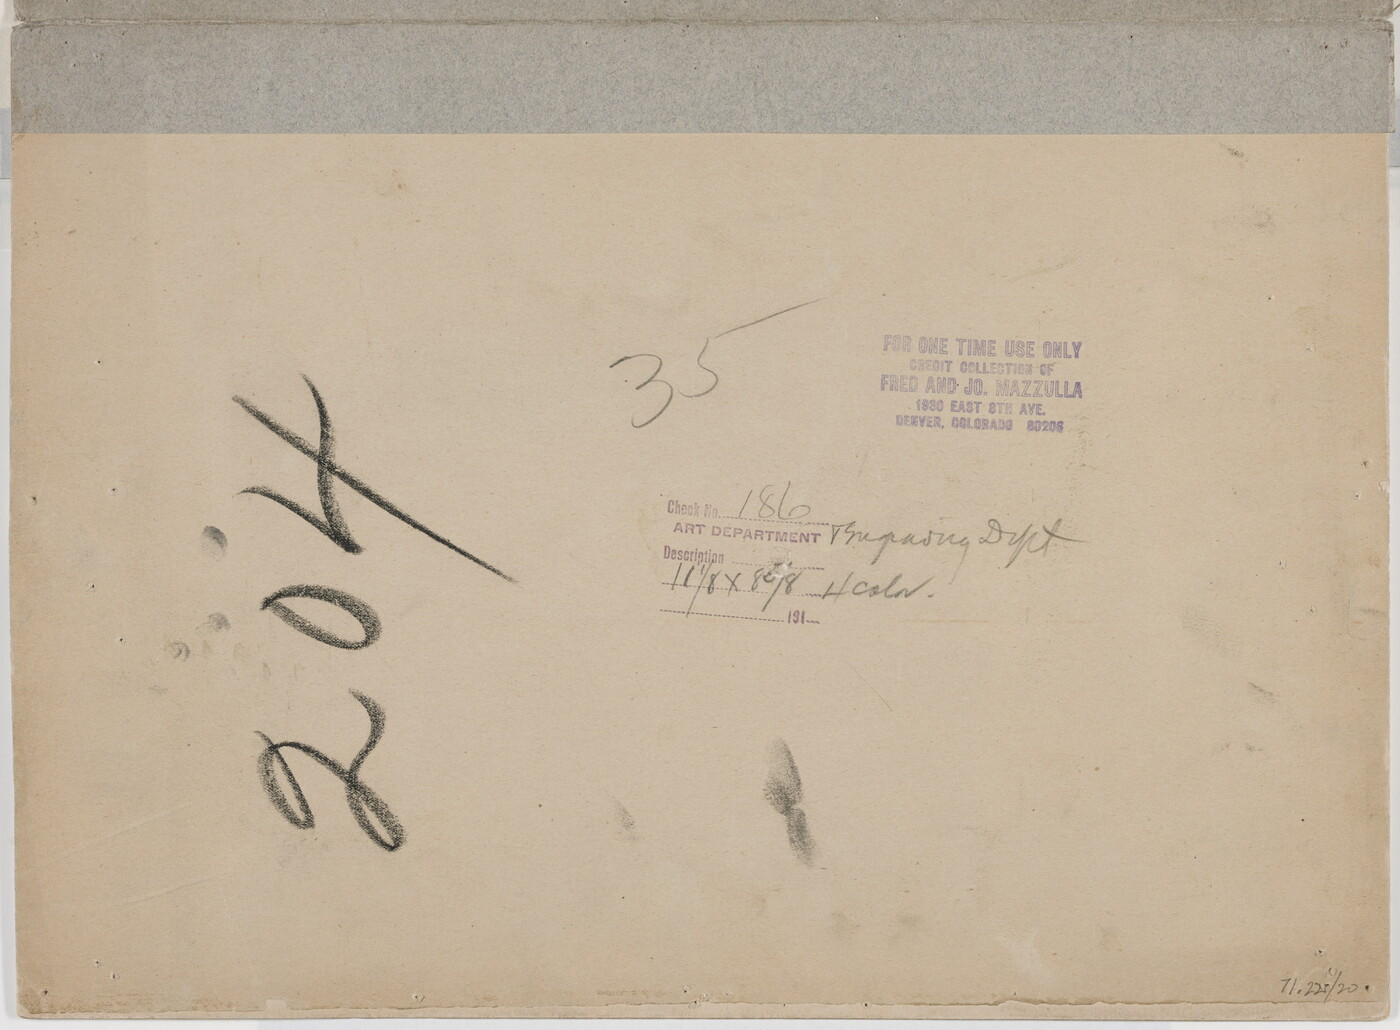 204
35
FOR ONE TIME USE ONLY
CREDIT COLLECTION OF
FRED AND JO. MAZZULLA
1930 EAST 8TH AVE.
DENVER, COLORADO 80206
Check No. 186
ART DEPARTMENT Engraving Dept
Description
11 1/8 X 8 5/8 4 color.
191
71.225/20